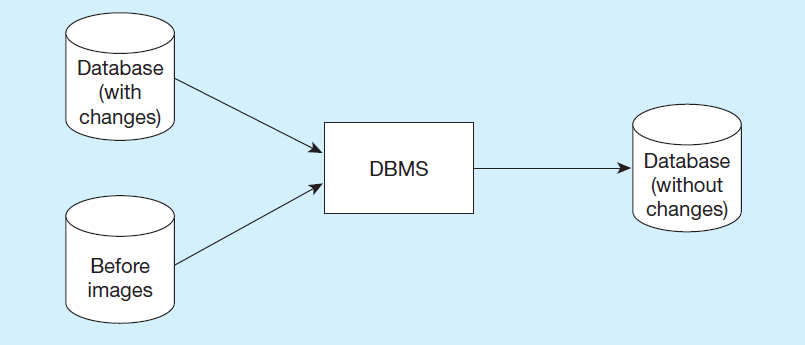 Database
(with
changes)
Before
images
DBMS
Database
(without
changes)